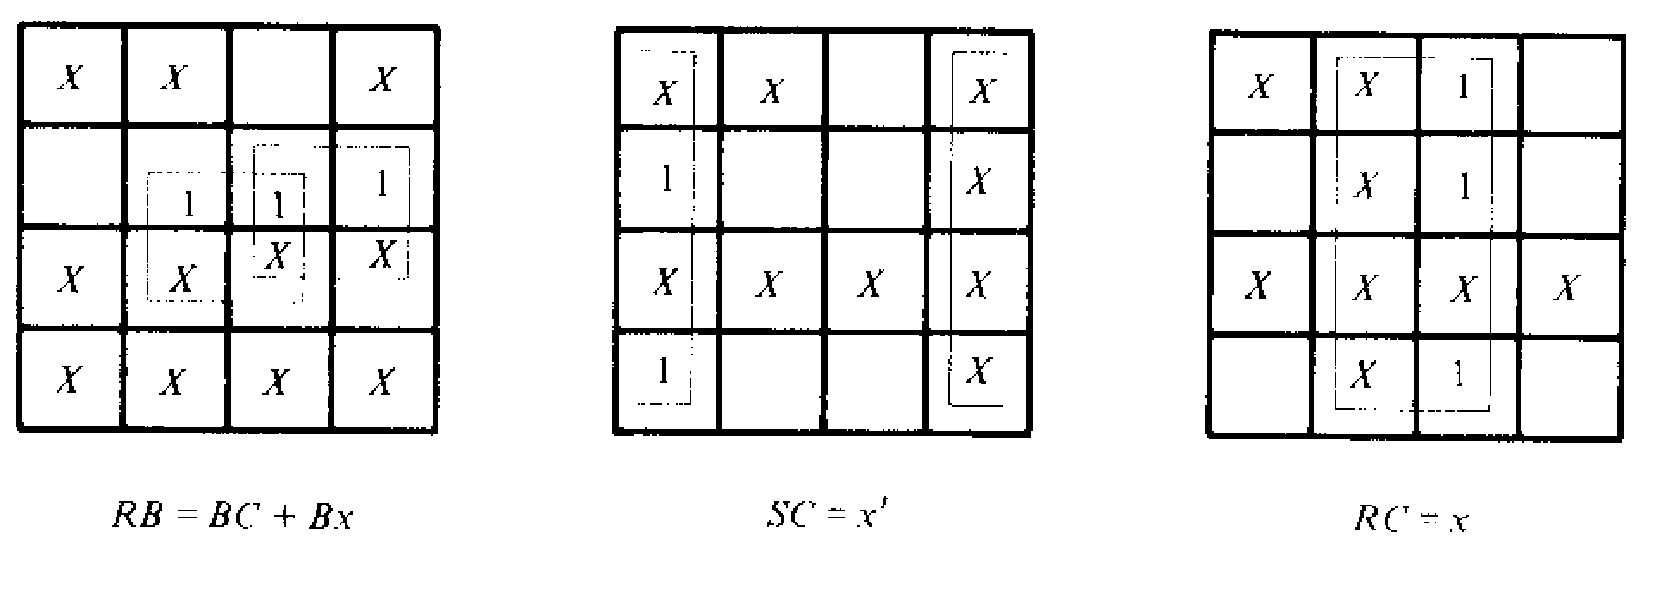 X X X X X X X X 1
1 1 1 1 X X 1
X X X X X X X X X X X X
X X X X 1 X X 1
RB = BC + Bx SC = x′ RC = x